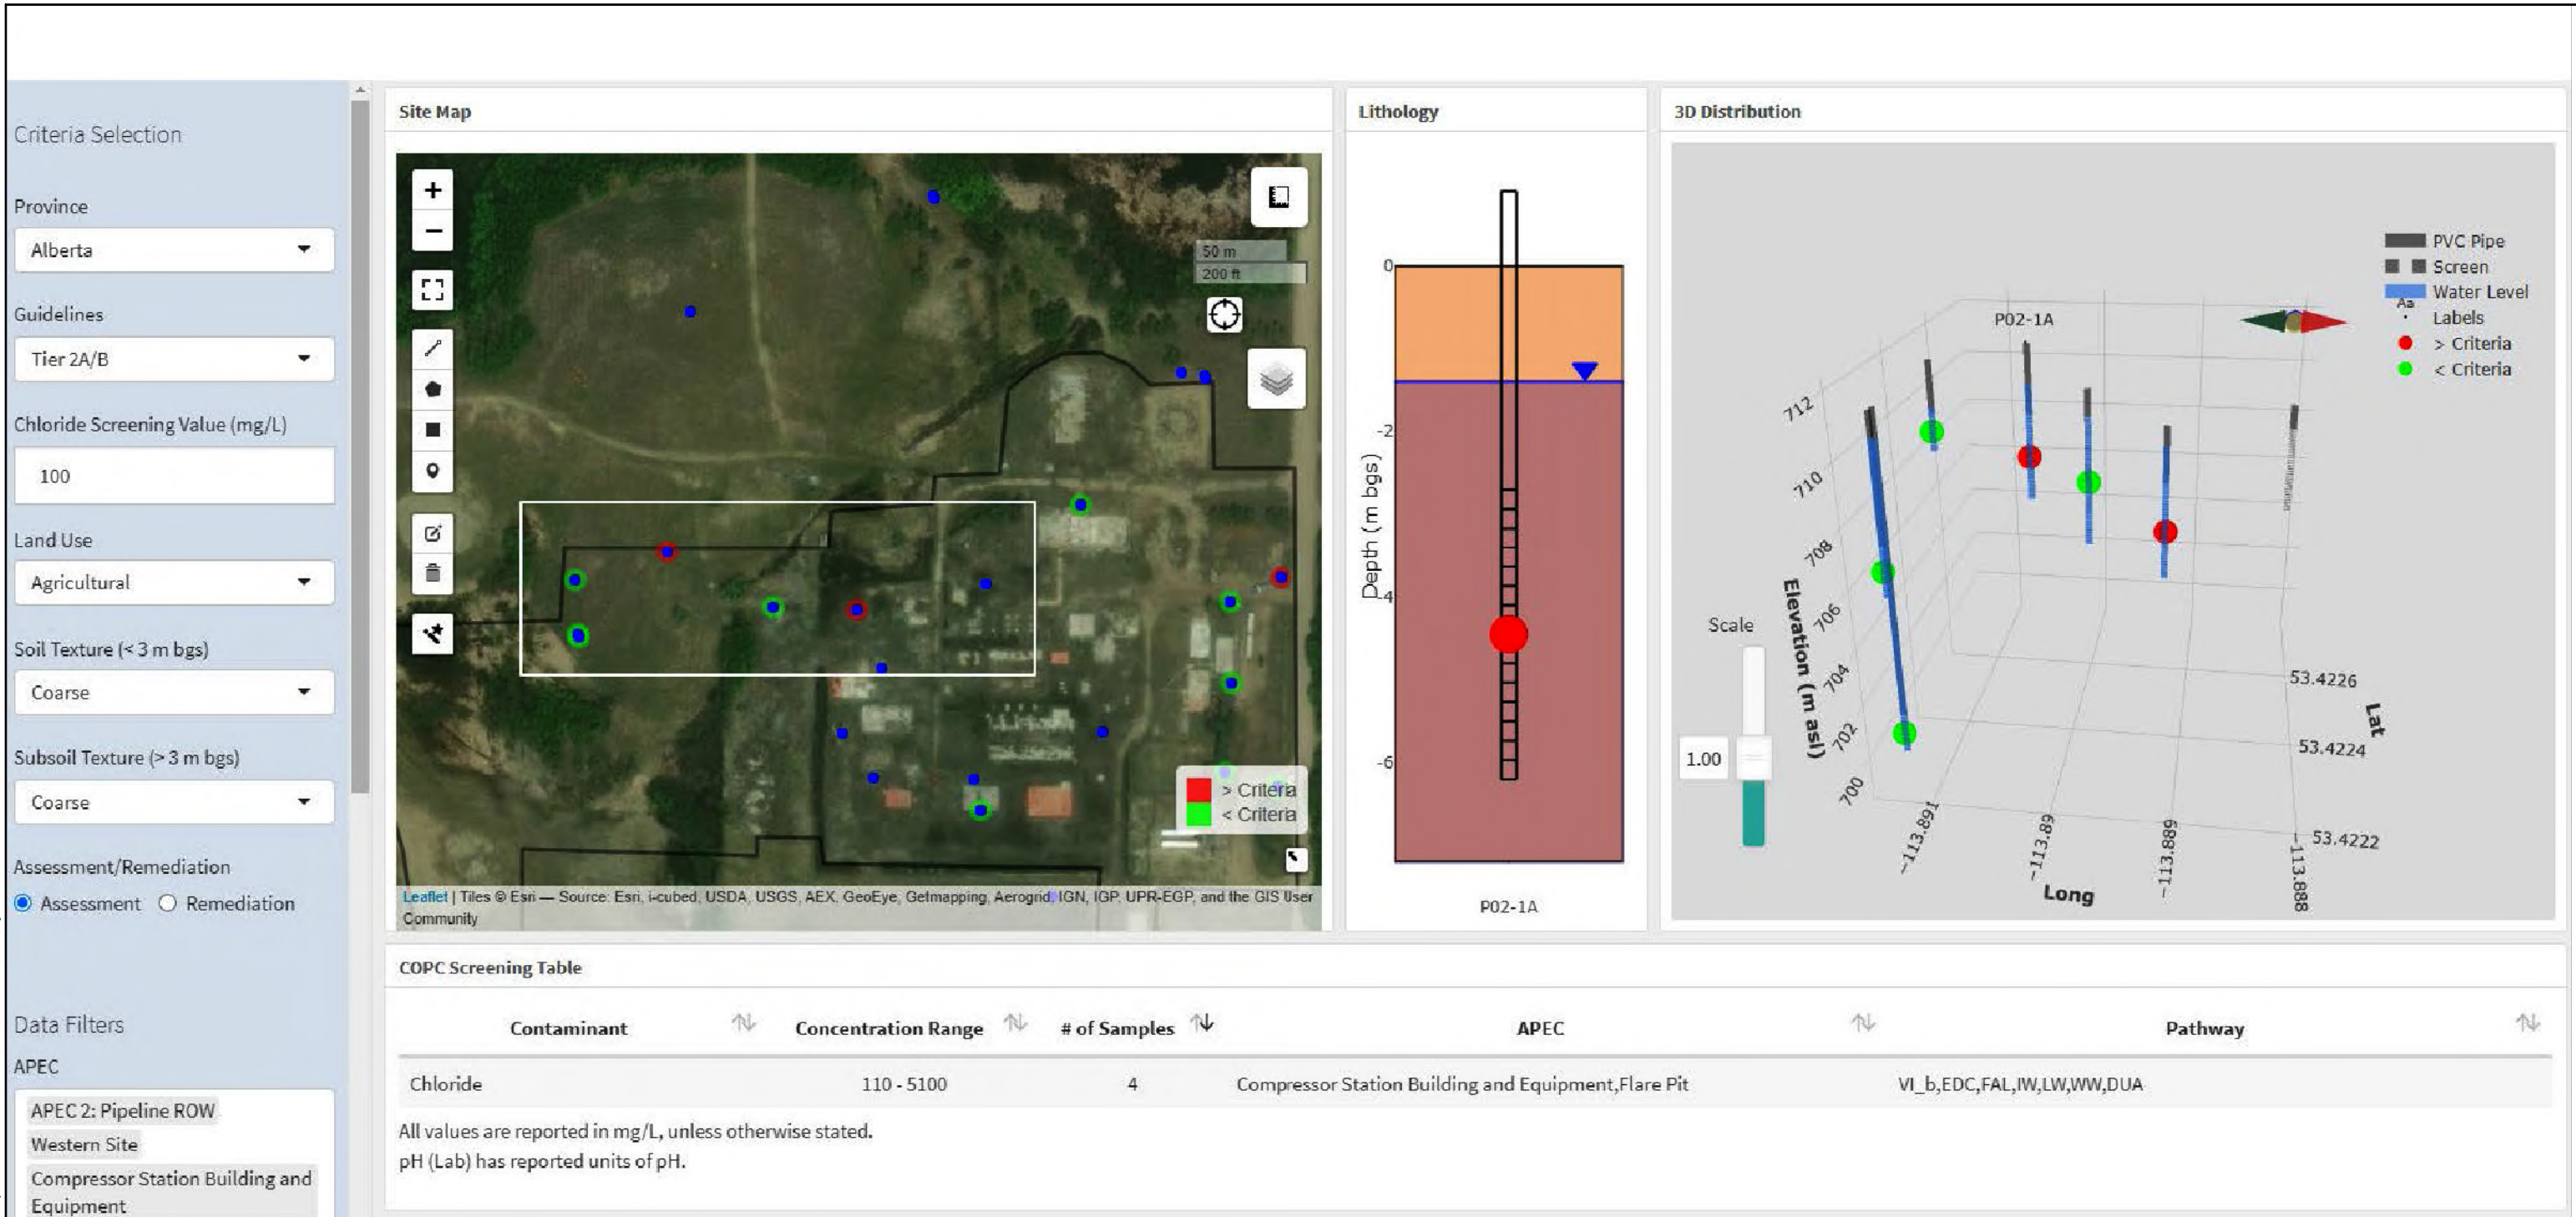 Criteria Selection
Province
Alberta
Guidelines
Tier 2A/B
Chloride Screening Value (mg/L)
100
Land Use
Agricultural
Soil Texture (< 3 m bgs)
Coarse
Subsoil Texture (> 3 m bgs)
Coarse
Assessment/Remediation
Assessment Remediation
Data Filters
APEC
APEC 2: Pipeline ROW
Western Site
Compressor Station Building and
Equipment
Site Map
+
−
50 m
200 ft
> Criteria
< Criteria
Leaflet | Tiles © Esri — Source: Esri, i-cubed, USDA, USGS, AEX, GeoEye, Getmapping, Aerogrid, IGN, IGP, UPR-EGP, and the GIS User
Community
Lithology
0
-2
-4
-6
Depth (m bgs)
P02-1A
3D Distribution
PVC Pipe
Screen
Water Level
Aa
Labels
> Criteria
< Criteria
P02-1A
712
710
708
706
704
702
700
Elevation (m asl)
Scale
1.00
53.4226
53.4224
53.4222
Lat
−113.891
−113.89
−113.889
−113.888
Long
COPC Screening Table
Contaminant Concentration Range # of Samples APEC Pathway
Chloride 110 - 5100 4 Compressor Station Building and Equipment,Flare Pit VI_b,EDC,FAL,IW,LW,WW,DUA
All values are reported in mg/L, unless otherwise stated.
pH (Lab) has reported units of pH.